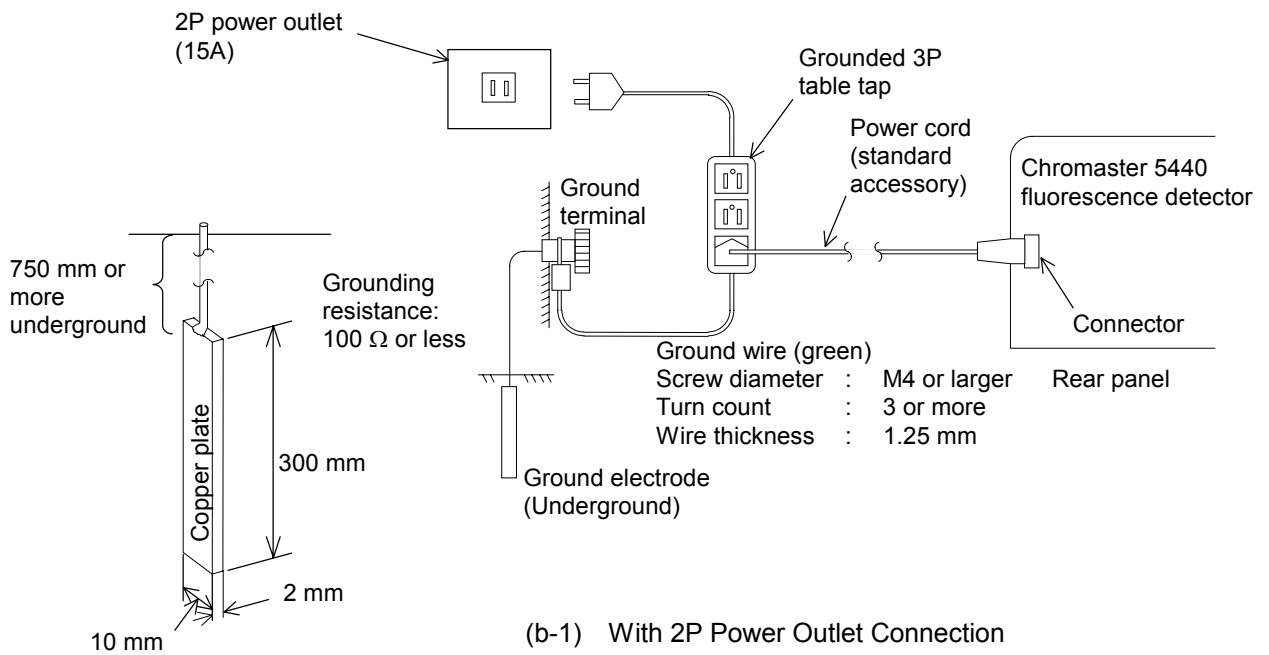 2P power outlet
(15A)
Grounded 3P
table tap
Power cord
(standard
accessory)
Chromaster 5440
fluorescence detector
Ground
terminal
750 mm or
more
underground
Grounding
resistance:
100 Ω or less
Connector
Ground wire (green)
Screw diameter : M4 or larger
Turn count : 3 or more
Wire thickness : 1.25 mm
Rear panel
Copper plate
300 mm
Ground electrode
(Underground)
2 mm
10 mm
(b-1) With 2P Power Outlet Connection